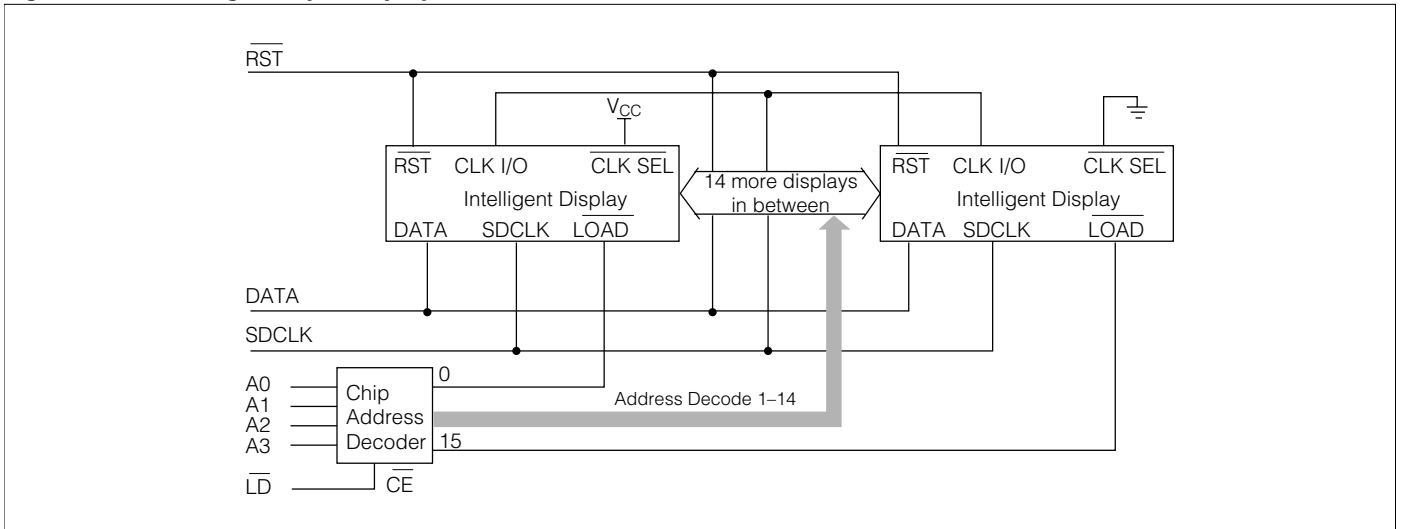 RST
VCC
RST CLK I/O CLK SEL
Intelligent Display
DATA SDCLK LOAD
14 more displays
in between
RST CLK I/O CLK SEL
Intelligent Display
DATA SDCLK LOAD
DATA
SDCLK
A0
A1
A2
A3
Chip
Address
Decoder
0
Address Decode 1–14
15
LD
CE